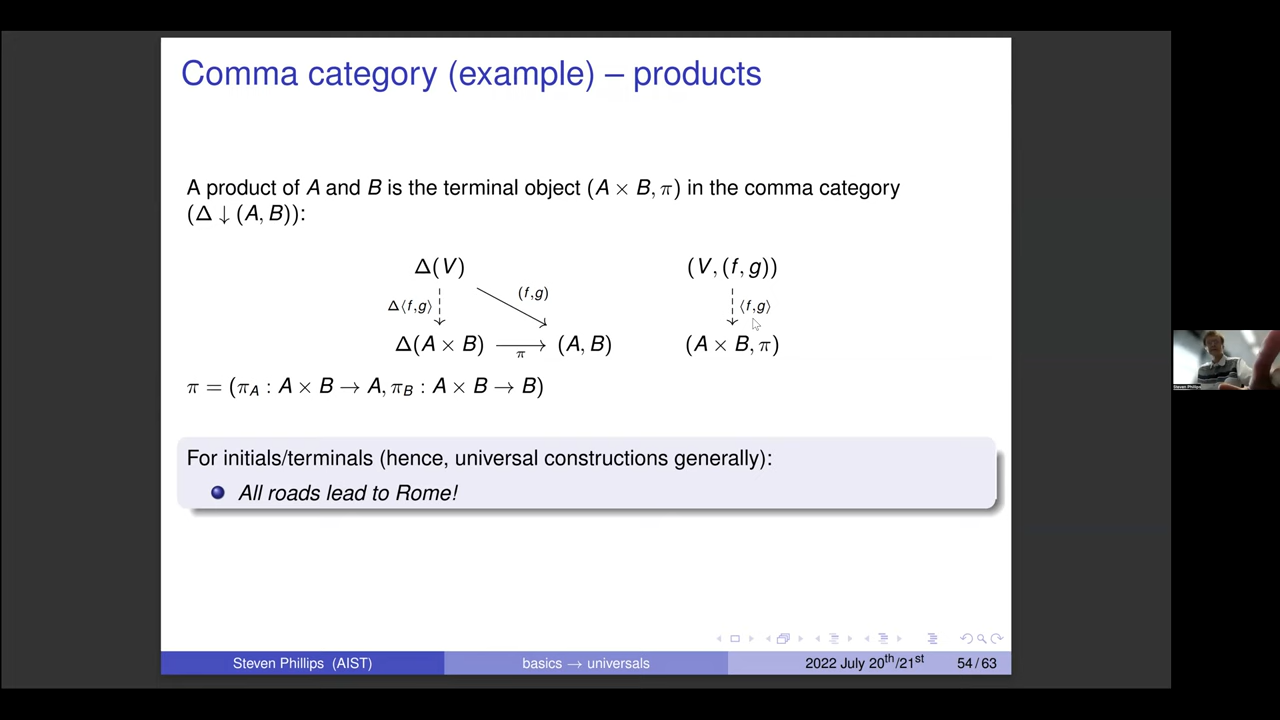 Comma category (example) – products
A product of A and B is the terminal object (A × B, π) in the comma category
(Δ ↓ (A, B)):
Δ(V)
(V, (f, g))
(f,g)
Δ⟨f,g⟩
⟨f,g⟩
Δ(A × B)
π
(A, B)
(A × B, π)
π = (π_A : A × B → A, π_B : A × B → B)
For initials/terminals (hence, universal constructions generally):
All roads lead to Rome!
Steven Phillips (AIST)
basics → universals
2022 July 20th/21st
54 / 63
Steven Phillips